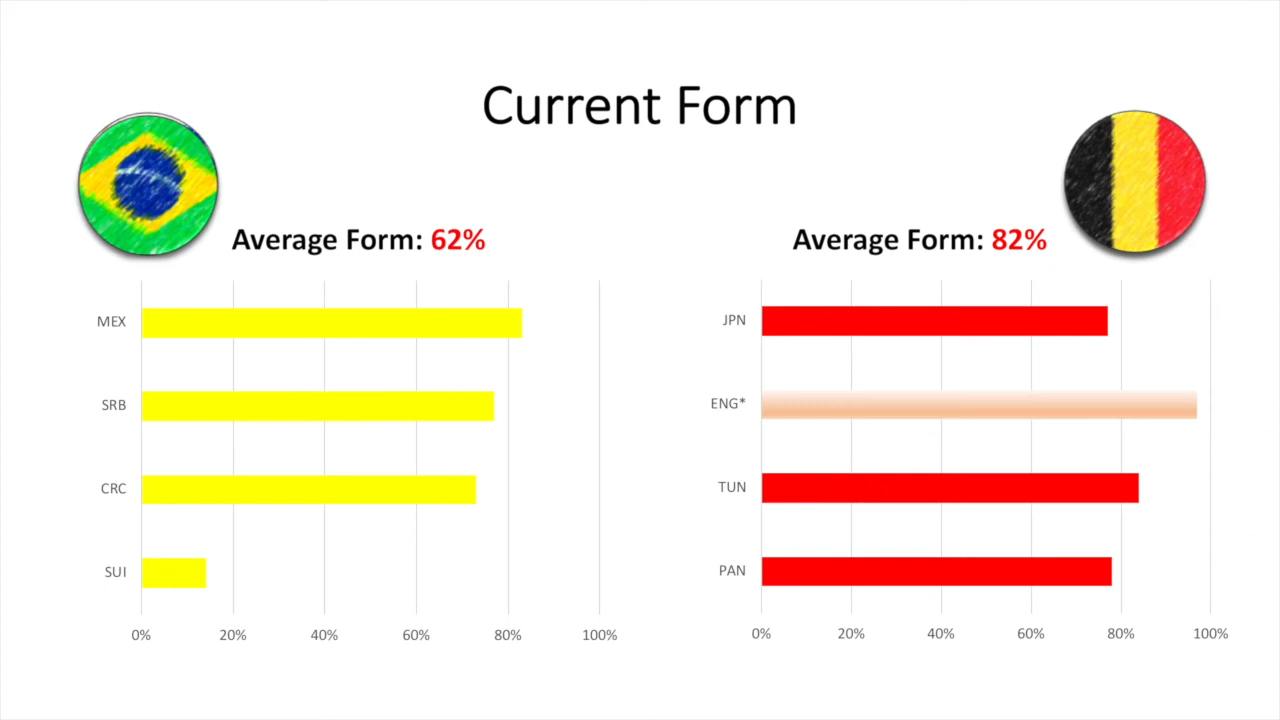 Current Form
Average Form: 62%
MEX
SRB
CRC
SUI
0% 20% 40% 60% 80% 100%
Average Form: 82%
JPN
ENG*
TUN
PAN
0% 20% 40% 60% 80% 100%